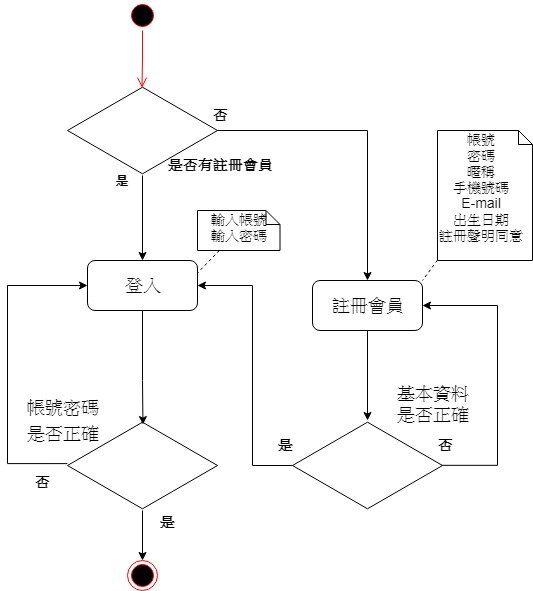 否
是否有註冊會員
是
帳號
密碼
暱稱
手機號碼
E-mail
出生日期
註冊聲明同意
輸入帳號
輸入密碼
登入
註冊會員
帳號密碼
是否正確
基本資料
是否正確
是
否
否
是